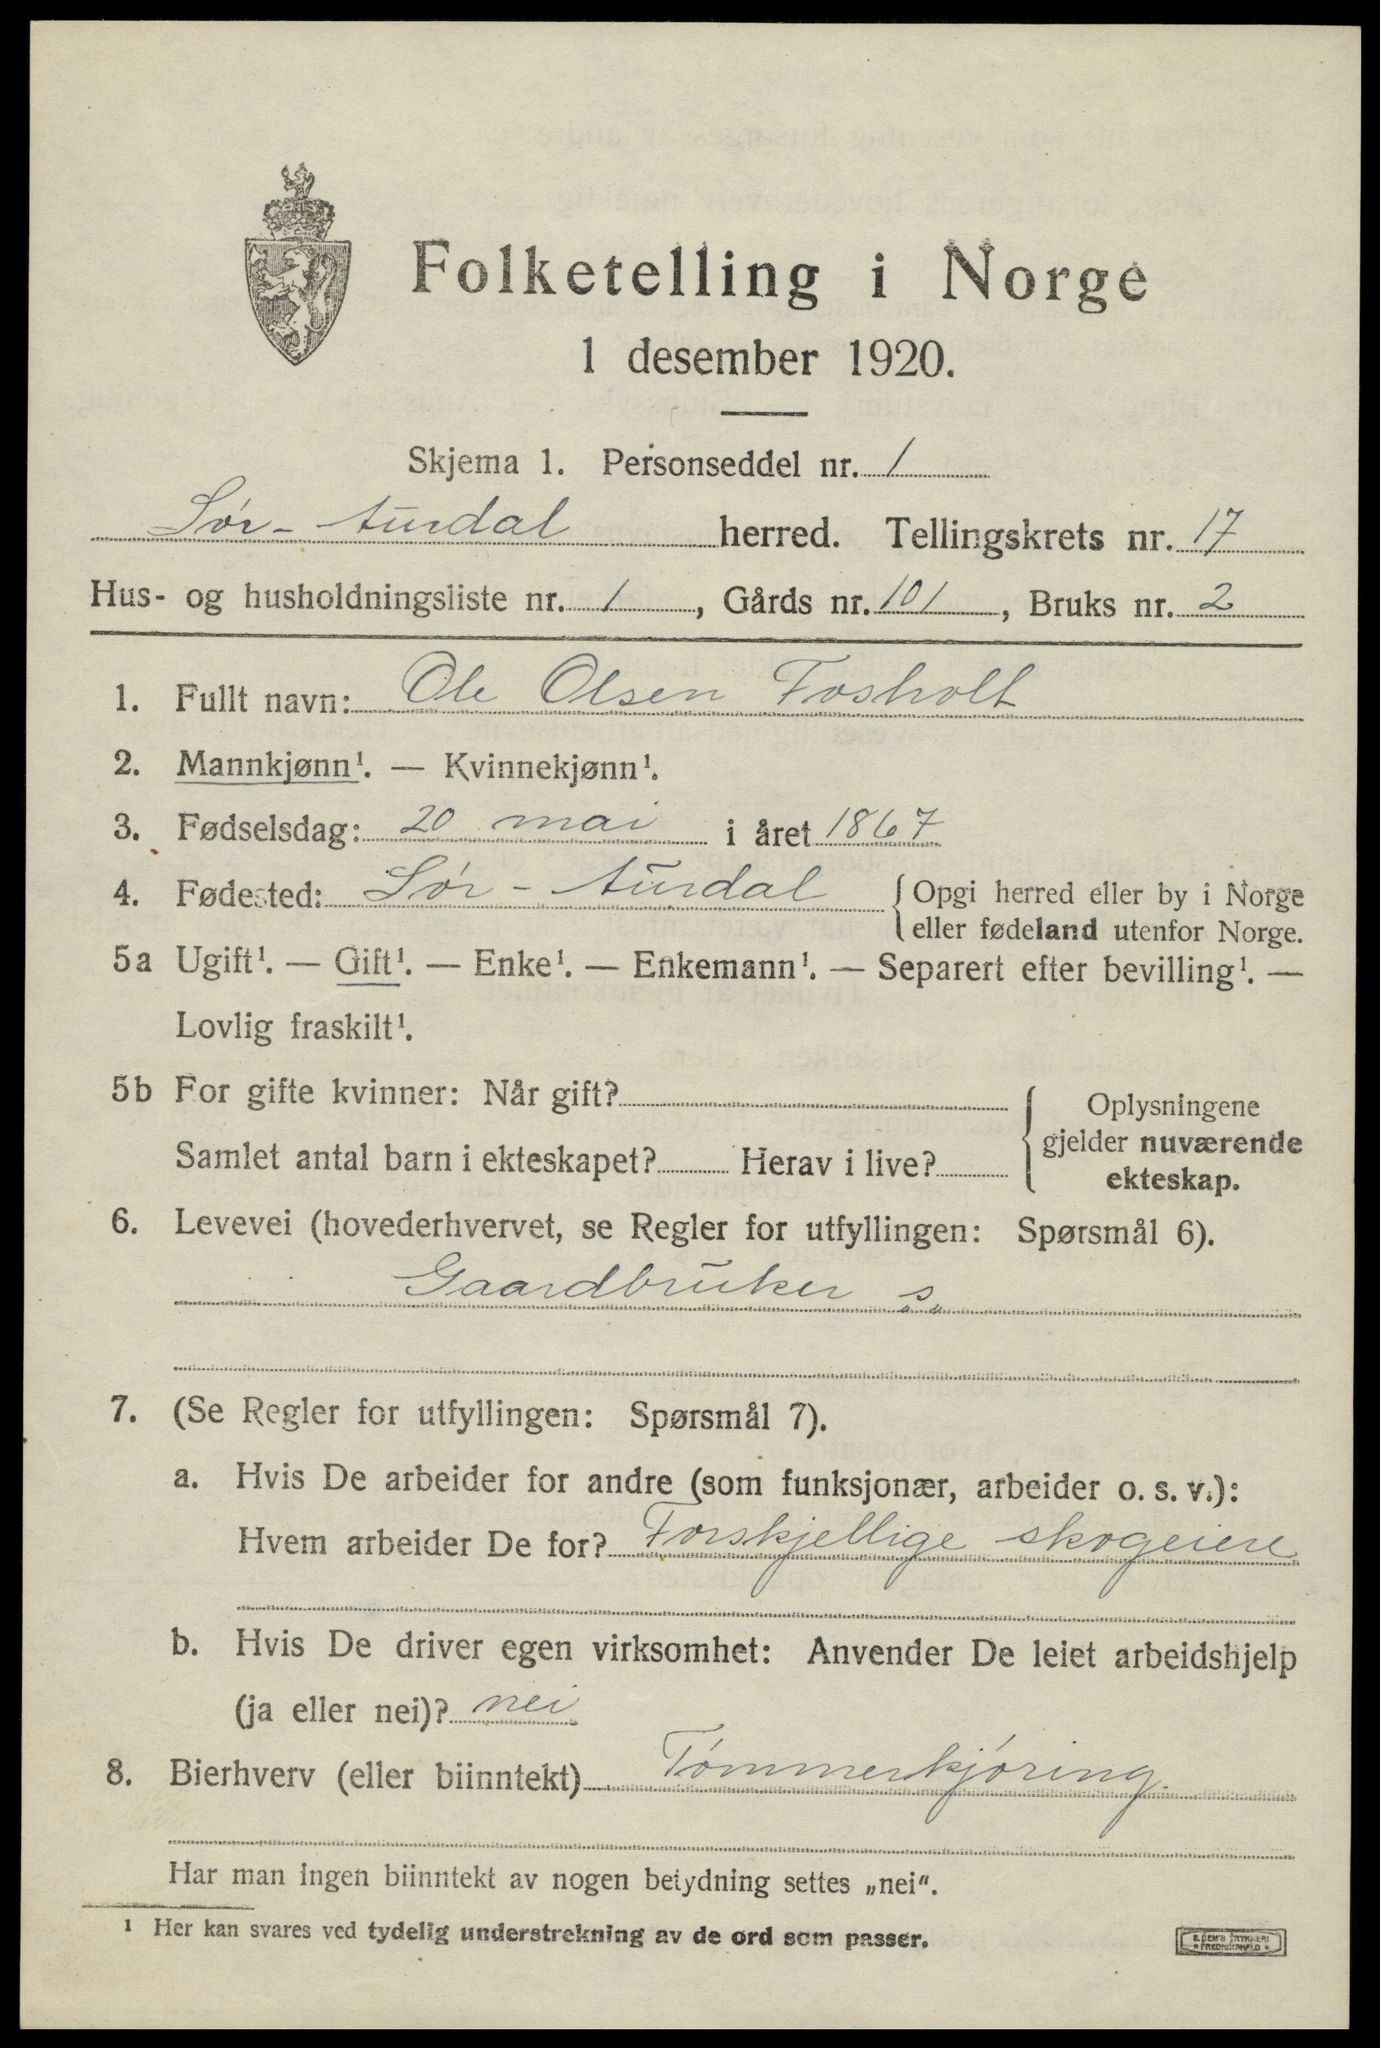 Folketelling i Norge
1 desember 1920.
Skjema 1. Personseddel nr. 1
Sør-Aurdal herred. Tellingskrets nr. 17
Hus- og husholdningsliste nr. 1, Gårds nr. 101, Bruks nr. 2
1. Fullt navn: Ole Olsen Fosholt
2. Mannkjønn¹. — Kvinnekjønn¹.
3. Fødselsdag: 20 mai i året 1867
4. Fødested: Sør-Aurdal { Opgi herred eller by i Norge
eller fødeland utenfor Norge.
5a Ugift¹. — Gift¹. — Enke¹. — Enkemann¹. — Separert efter bevilling¹. —
Lovlig fraskilt¹.
5b For gifte kvinner: Når gift?
Samlet antal barn i ekteskapet? Herav i live?
{ Oplysningene
gjelder nuværende
ekteskap.
6. Levevei (hovederhvervet, se Regler for utfyllingen: Spørsmål 6).
Gaardbruker „s„
7. (Se Regler for utfyllingen: Spørsmål 7).
a. Hvis De arbeider for andre (som funksjonær, arbeider o. s. v.):
Hvem arbeider De for? Forskjellige skogeiere
b. Hvis De driver egen virksomhet: Anvender De leiet arbeidshjelp
(ja eller nei)? nei
8. Bierhverv (eller biinntekt) Tømmerkjøring.
Har man ingen biinntekt av nogen betydning settes „nei".
¹ Her kan svares ved tydelig understrekning av de ord som passer.
E. SEM'S TRYKKERI
FREDRIKSHALD